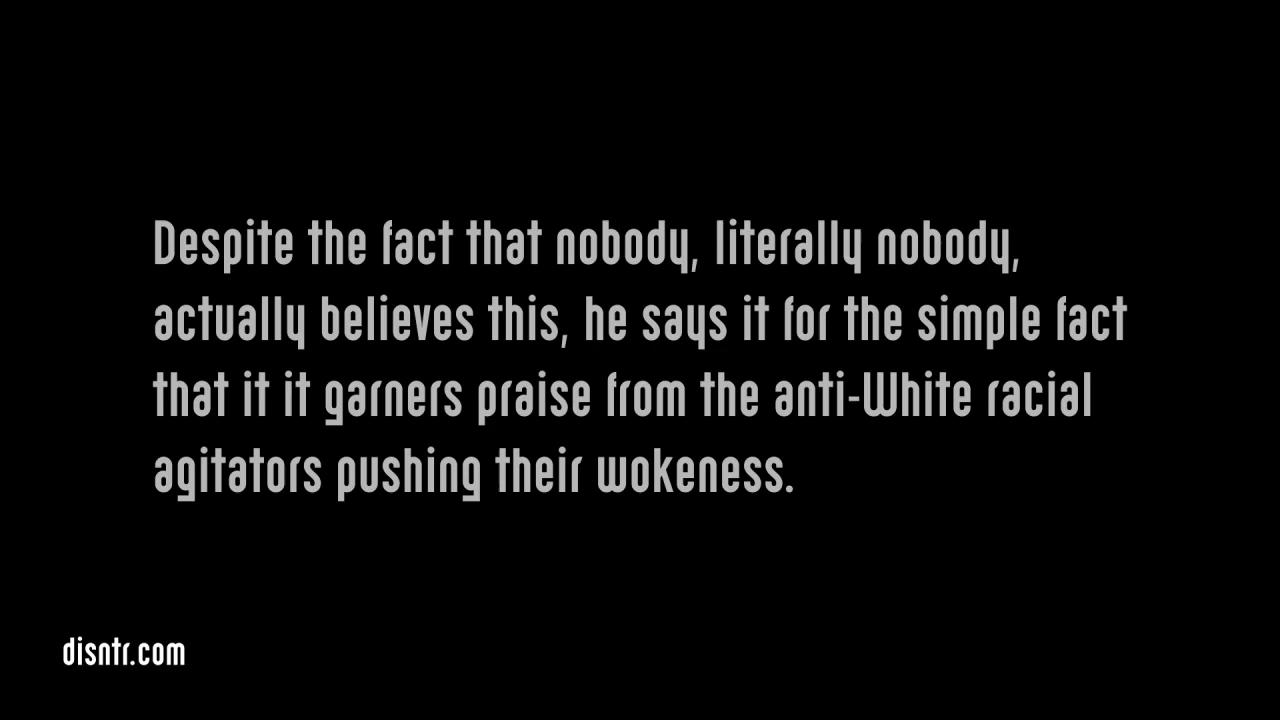 Despite the fact that nobody, literally nobody,
actually believes this, he says it for the simple fact
that it it garners praise from the anti-White racial
agitators pushing their wokeness.
disntr.com